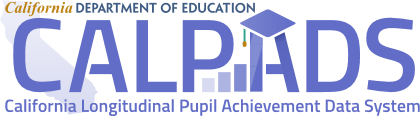 California DEPARTMENT OF EDUCATION
CALPADS
California Longitudinal Pupil Achievement Data System